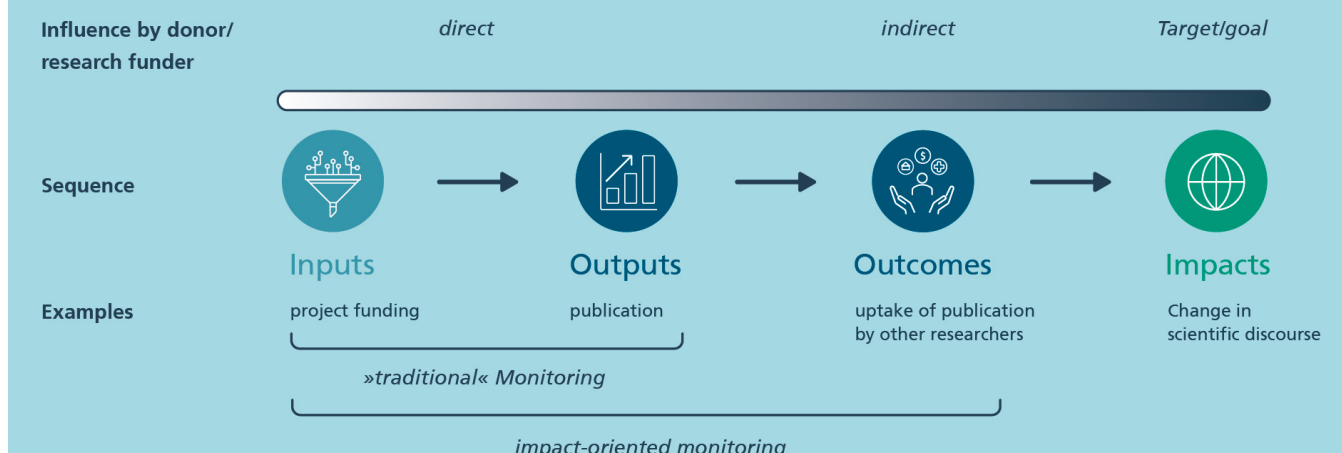 Influence by donor/
research funder
direct
indirect
Target/goal
Sequence
Inputs
Outputs
Outcomes
Impacts
Examples
project funding
publication
uptake of publication
by other researchers
Change in
scientific discourse
»traditional« Monitoring
impact-oriented monitoring